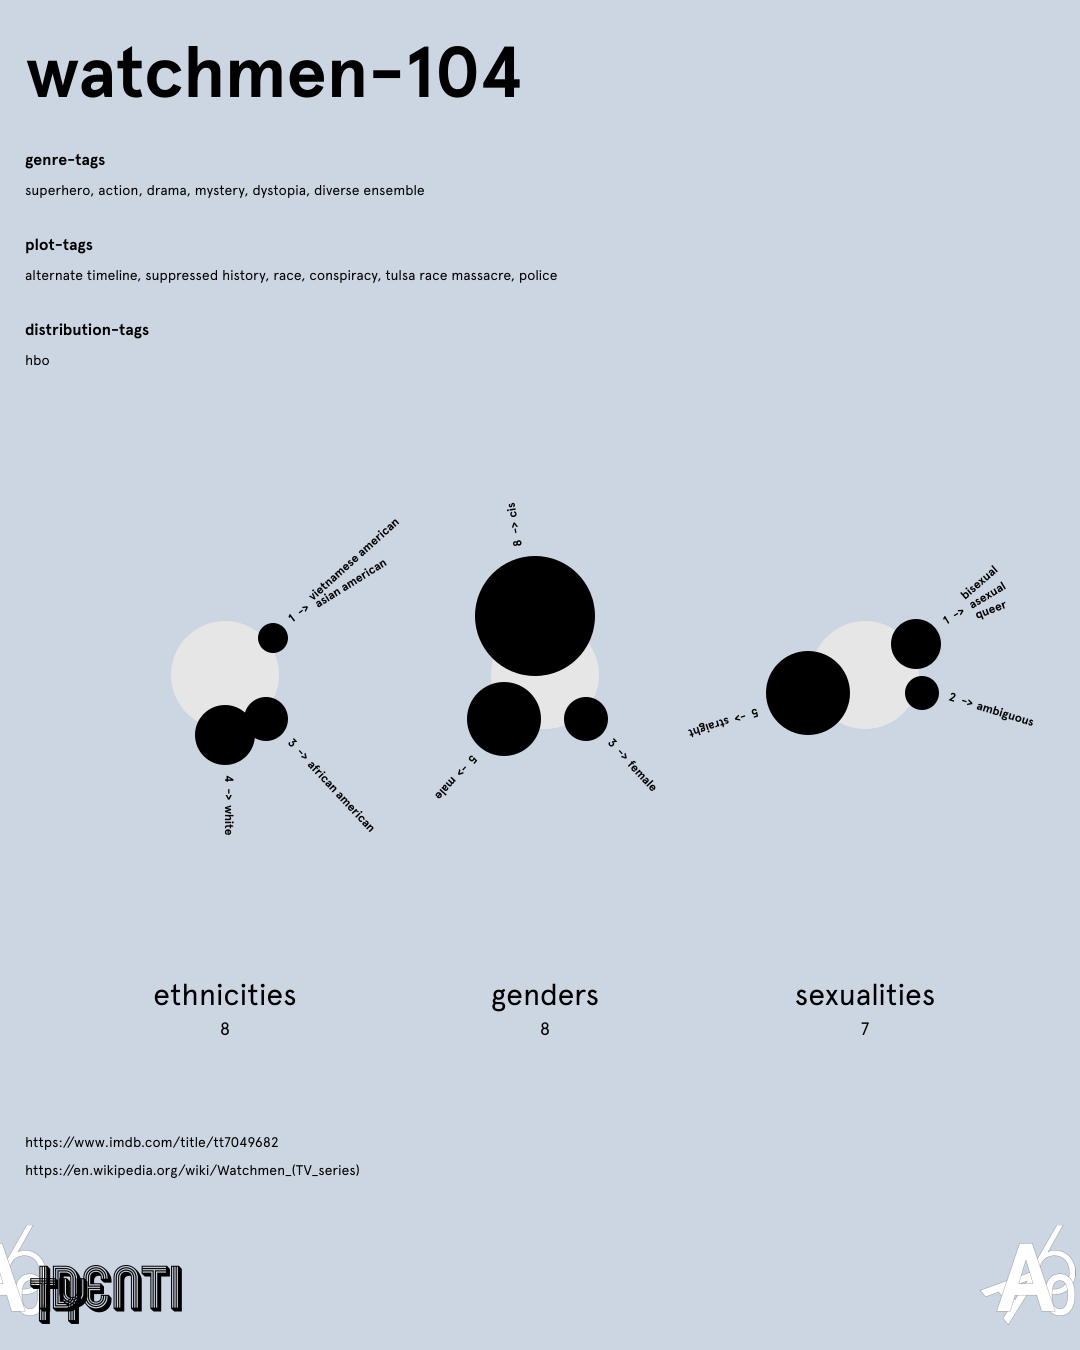 watchmen-104
genre-tags
superhero, action, drama, mystery, dystopia, diverse ensemble
plot-tags
alternate timeline, suppressed history, race, conspiracy, tulsa race massacre, police
distribution-tags
hbo
1 -> vietnamese american
asian american
3 -> african american
4 -> white
8 -> cis
5 -> male
3 -> female
bisexual
1 -> asexual
queer
2 -> ambiguous
5 -> straight
ethnicities
8
genders
8
sexualities
7
https://www.imdb.com/title/tt7049682
https://en.wikipedia.org/wiki/Watchmen_(TV_series)
IDENTI
TY